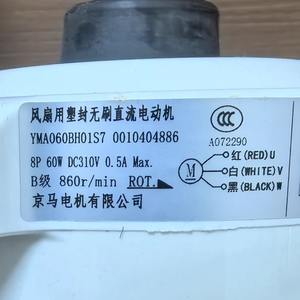 风扇用塑封无刷直流电动机
YMA060BH01S7 0010404886
8P 60W DC310V 0.5A Max.
B级 860r/min ROT.
京马电机有限公司
CCC
A072290
红(RED)U
白(WHITE)V
黑(BLACK)W
M